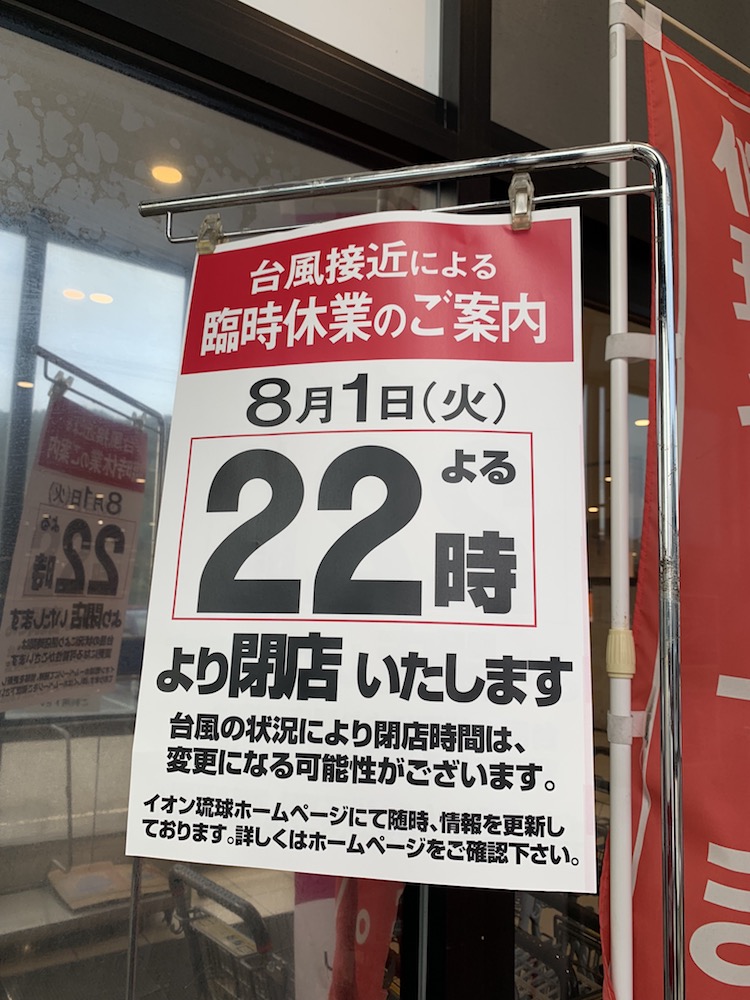 台風接近による
臨時休業のご案内
8月1日(火)
よる
22時
より閉店いたします
台風の状況により閉店時間は、
変更になる可能性がございます。
イオン琉球ホームページにて随時、情報を更新し
ております。詳しくはホームページをご確認下さい。